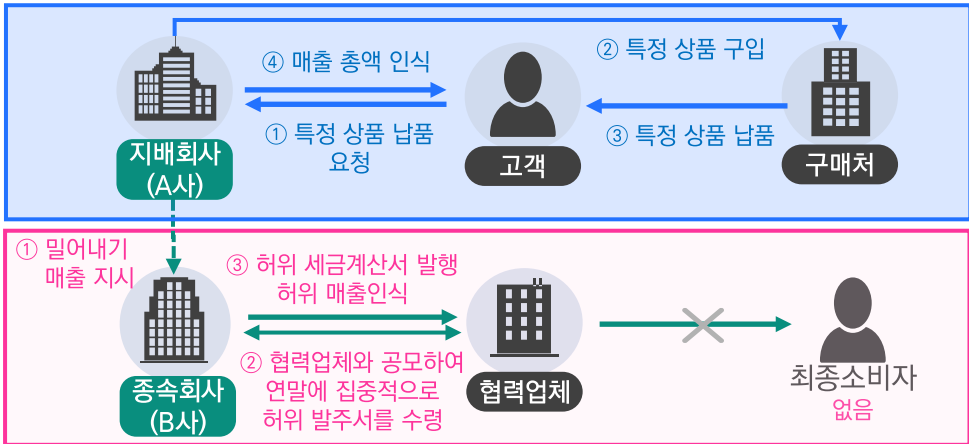 ④ 매출 총액 인식
① 특정 상품 납품
요청
② 특정 상품 구입
③ 특정 상품 납품
지배회사
(A사)
고객
구매처
① 밀어내기
매출 지시
③ 허위 세금계산서 발행
허위 매출인식
② 협력업체와 공모하여
연말에 집중적으로
허위 발주서를 수령
종속회사
(B사)
협력업체
최종소비자
없음